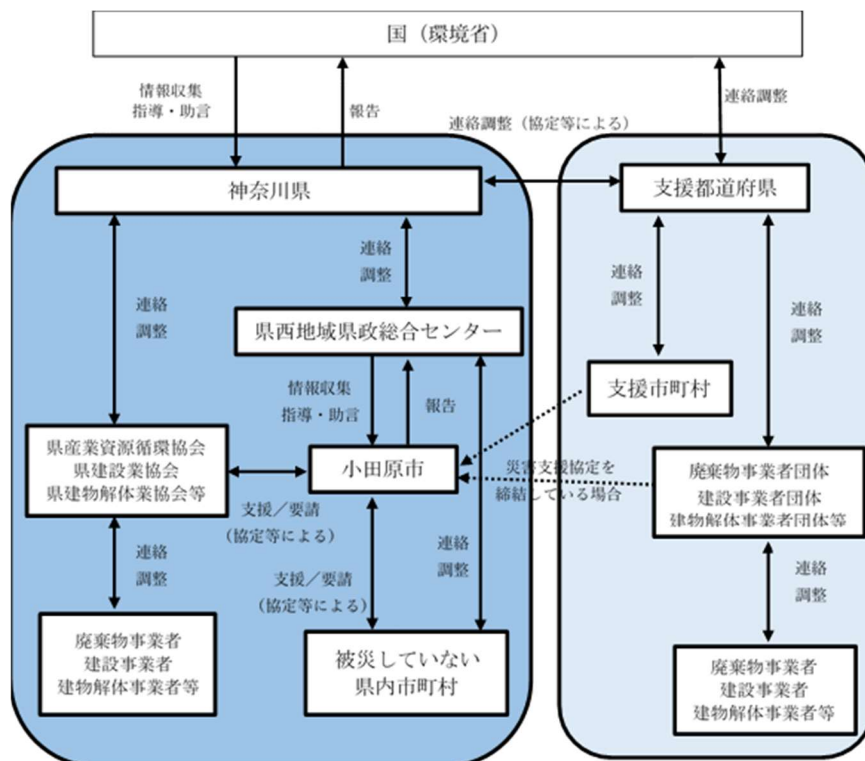 国（環境省）
情報収集
指導・助言
報告
連絡調整
連絡調整（協定等による）
神奈川県
支援都道府県
連絡
調整
連絡
調整
連絡
調整
連絡
調整
県西地域県政総合センター
支援市町村
情報収集
指導・助言
報告
県産業資源循環協会
県建設業協会
県建物解体業協会等
小田原市
災害支援協定を
締結している場合
廃棄物事業者団体
建設事業者団体
建物解体事業者団体等
支援／要請
（協定等による）
連絡
調整
支援／要請
（協定等による）
連絡
調整
連絡
調整
廃棄物事業者
建設事業者
建物解体事業者等
被災していない
県内市町村
廃棄物事業者
建設事業者
建物解体事業者等